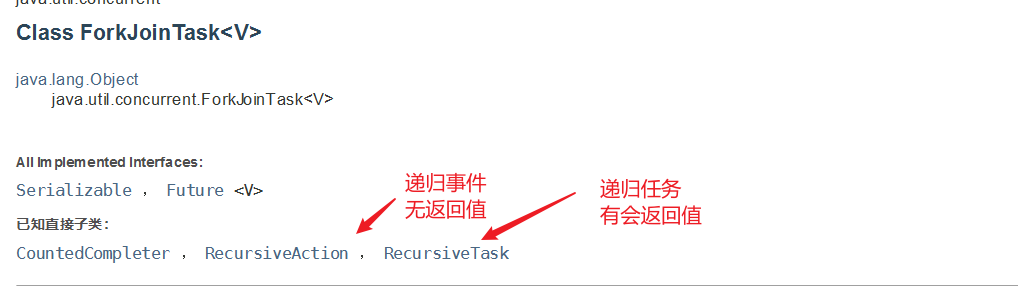 java.util.concurrent
Class ForkJoinTask<V>
java.lang.Object
java.util.concurrent.ForkJoinTask<V>
All Implemented Interfaces:
Serializable , Future <V>
递归事件
无返回值
递归任务
有会返回值
已知直接子类：
CountedCompleter , RecursiveAction , RecursiveTask